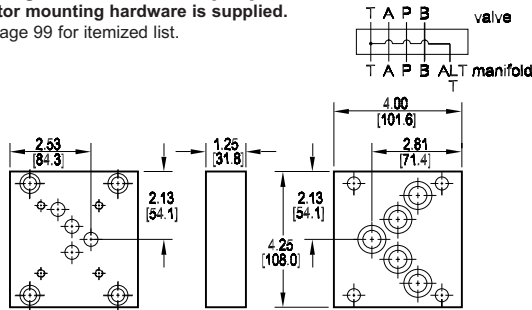 tor mounting hardware is supplied.
age 99 for itemized list.
T A P B valve
T A P B ALT manifold
T
4.00
[101.6]
2.53
[84.3]
1.25
[31.8]
2.81
[71.4]
2.13
[54.1]
2.13
[54.1]
4.25
[108.0]